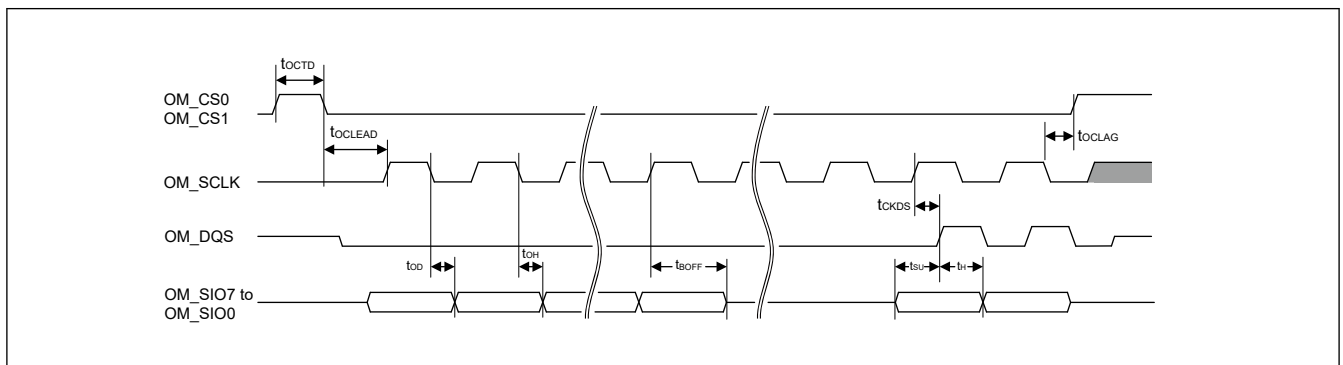 tOCTD
OM_CS0
OM_CS1
tOCLEAD
tOCLAG
OM_SCLK
tCKDS
OM_DQS
tOD
tOH
tBOFF
tSU
tH
OM_SIO7 to
OM_SIO0